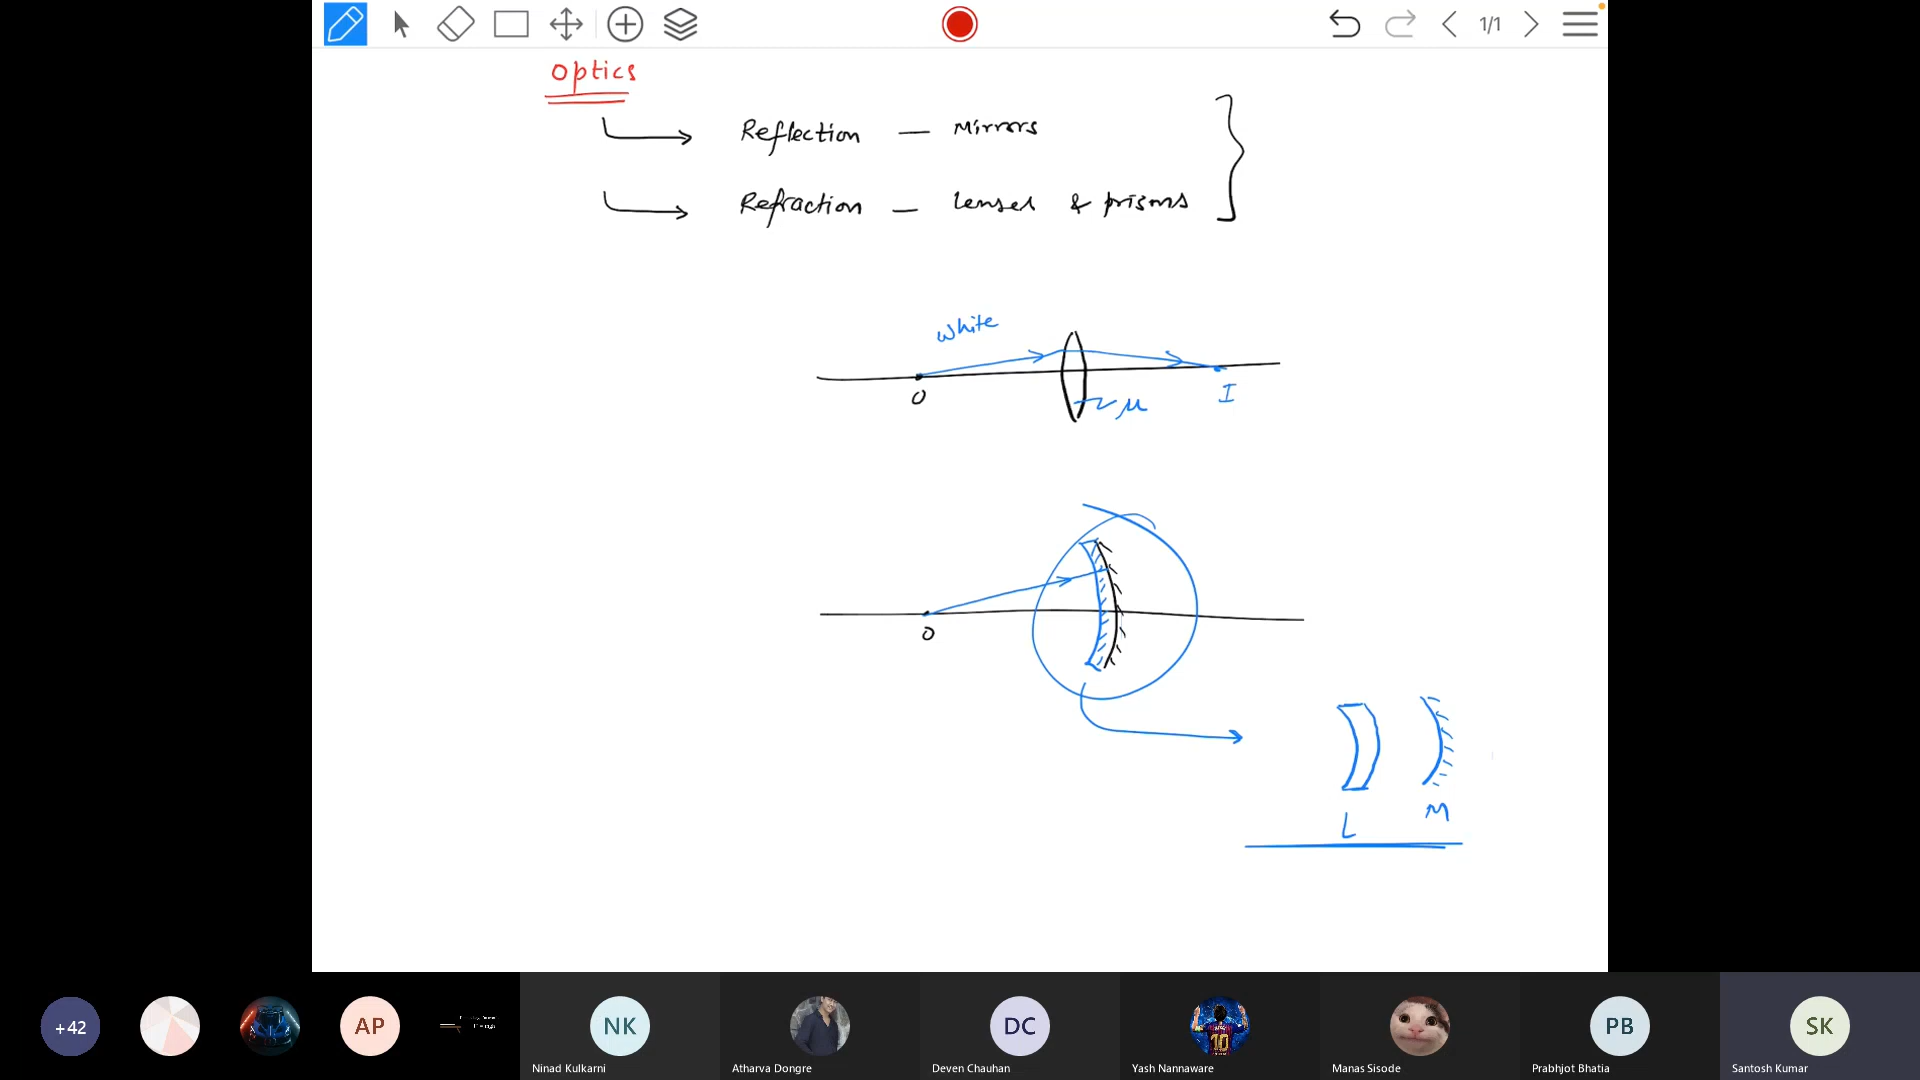 1/1
Optics
Reflection — Mirrors
Refraction — lenses & prisms
white
O
I
μ
O
L
M
+42
AP
NK
DC
10
PB
SK
Ninad Kulkarni
Atharva Dongre
Deven Chauhan
Yash Nannaware
Manas Sisode
Prabhjot Bhatia
Santosh Kumar